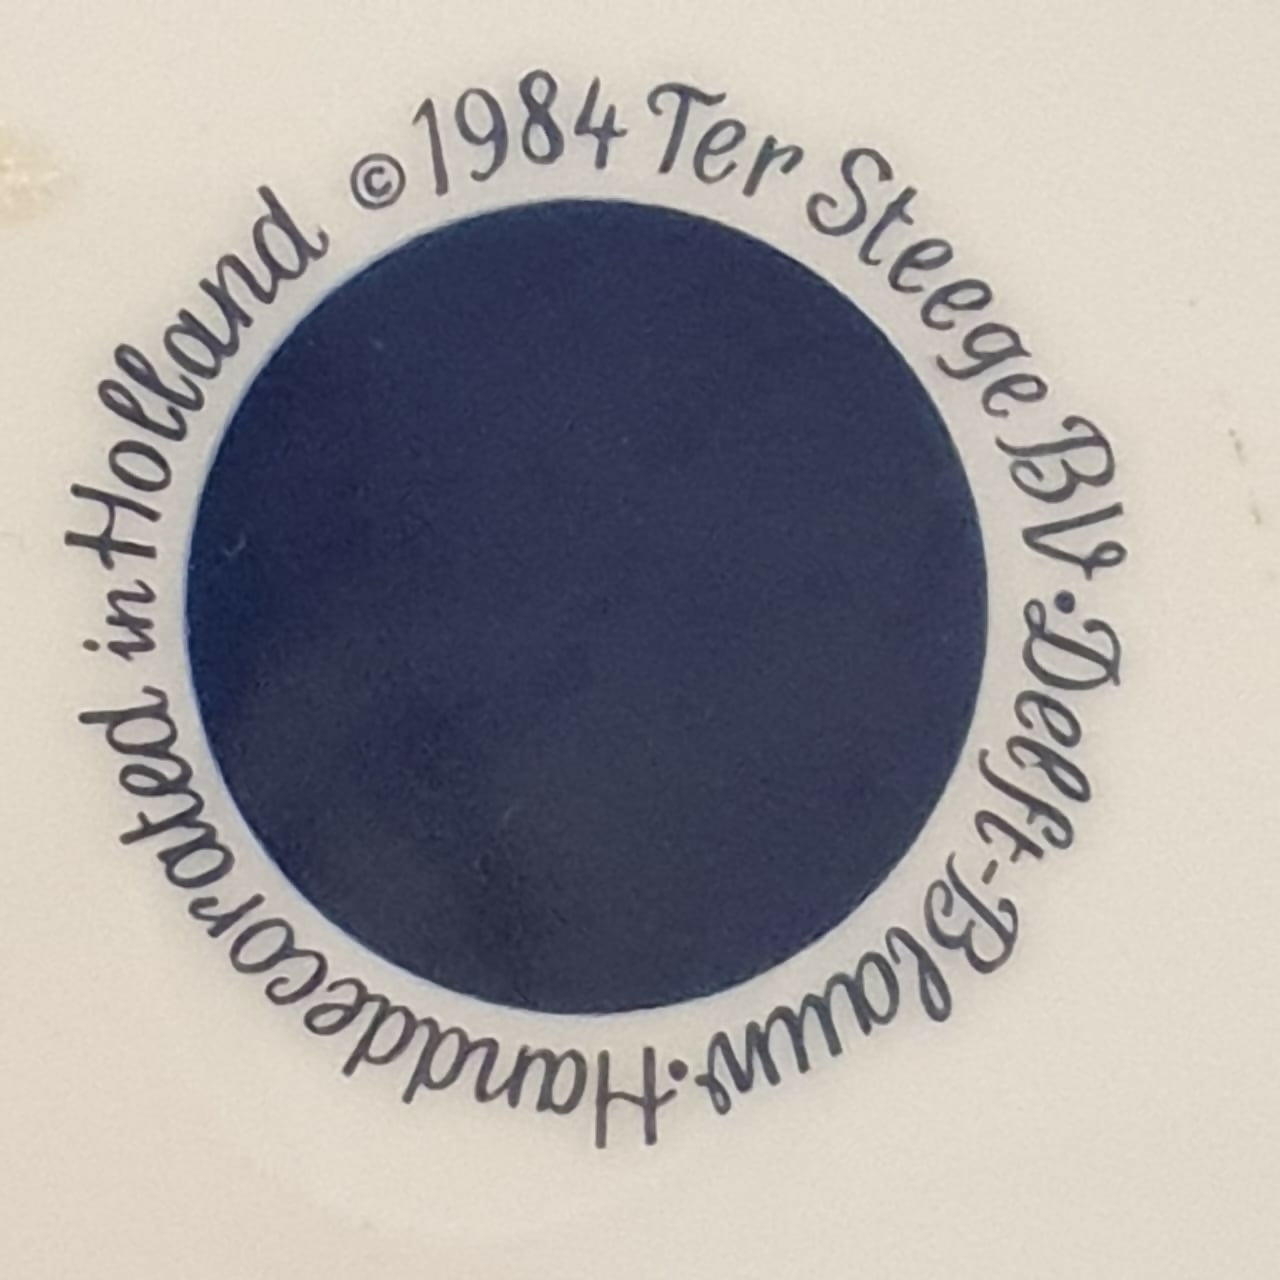 ©1984 Ter Steege BV·Delft-Blauw·Handdecorated in Holland